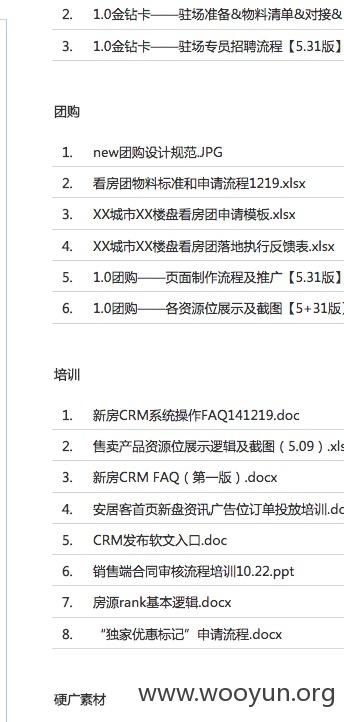 2. 1.0金钻卡——驻场准备&物料清单&对接&
3. 1.0金钻卡——驻场专员招聘流程【5.31版】
团购
1. new团购设计规范.JPG
2. 看房团物料标准和申请流程1219.xlsx
3. XX城市XX楼盘看房团申请模板.xlsx
4. XX城市XX楼盘看房团落地执行反馈表.xlsx
5. 1.0团购——页面制作流程及推广【5.31版】
6. 1.0团购——各资源位展示及截图【5+31版】
培训
1. 新房CRM系统操作FAQ141219.doc
2. 售卖产品资源位展示逻辑及截图（5.09）.xls
3. 新房CRM FAQ（第一版）.docx
4. 安居客首页新盘资讯广告位订单投放培训.do
5. CRM发布软文入口.doc
6. 销售端合同审核流程培训10.22.ppt
7. 房源rank基本逻辑.docx
8. “独家优惠标记”申请流程.docx
硬广素材
www.wooyun.org